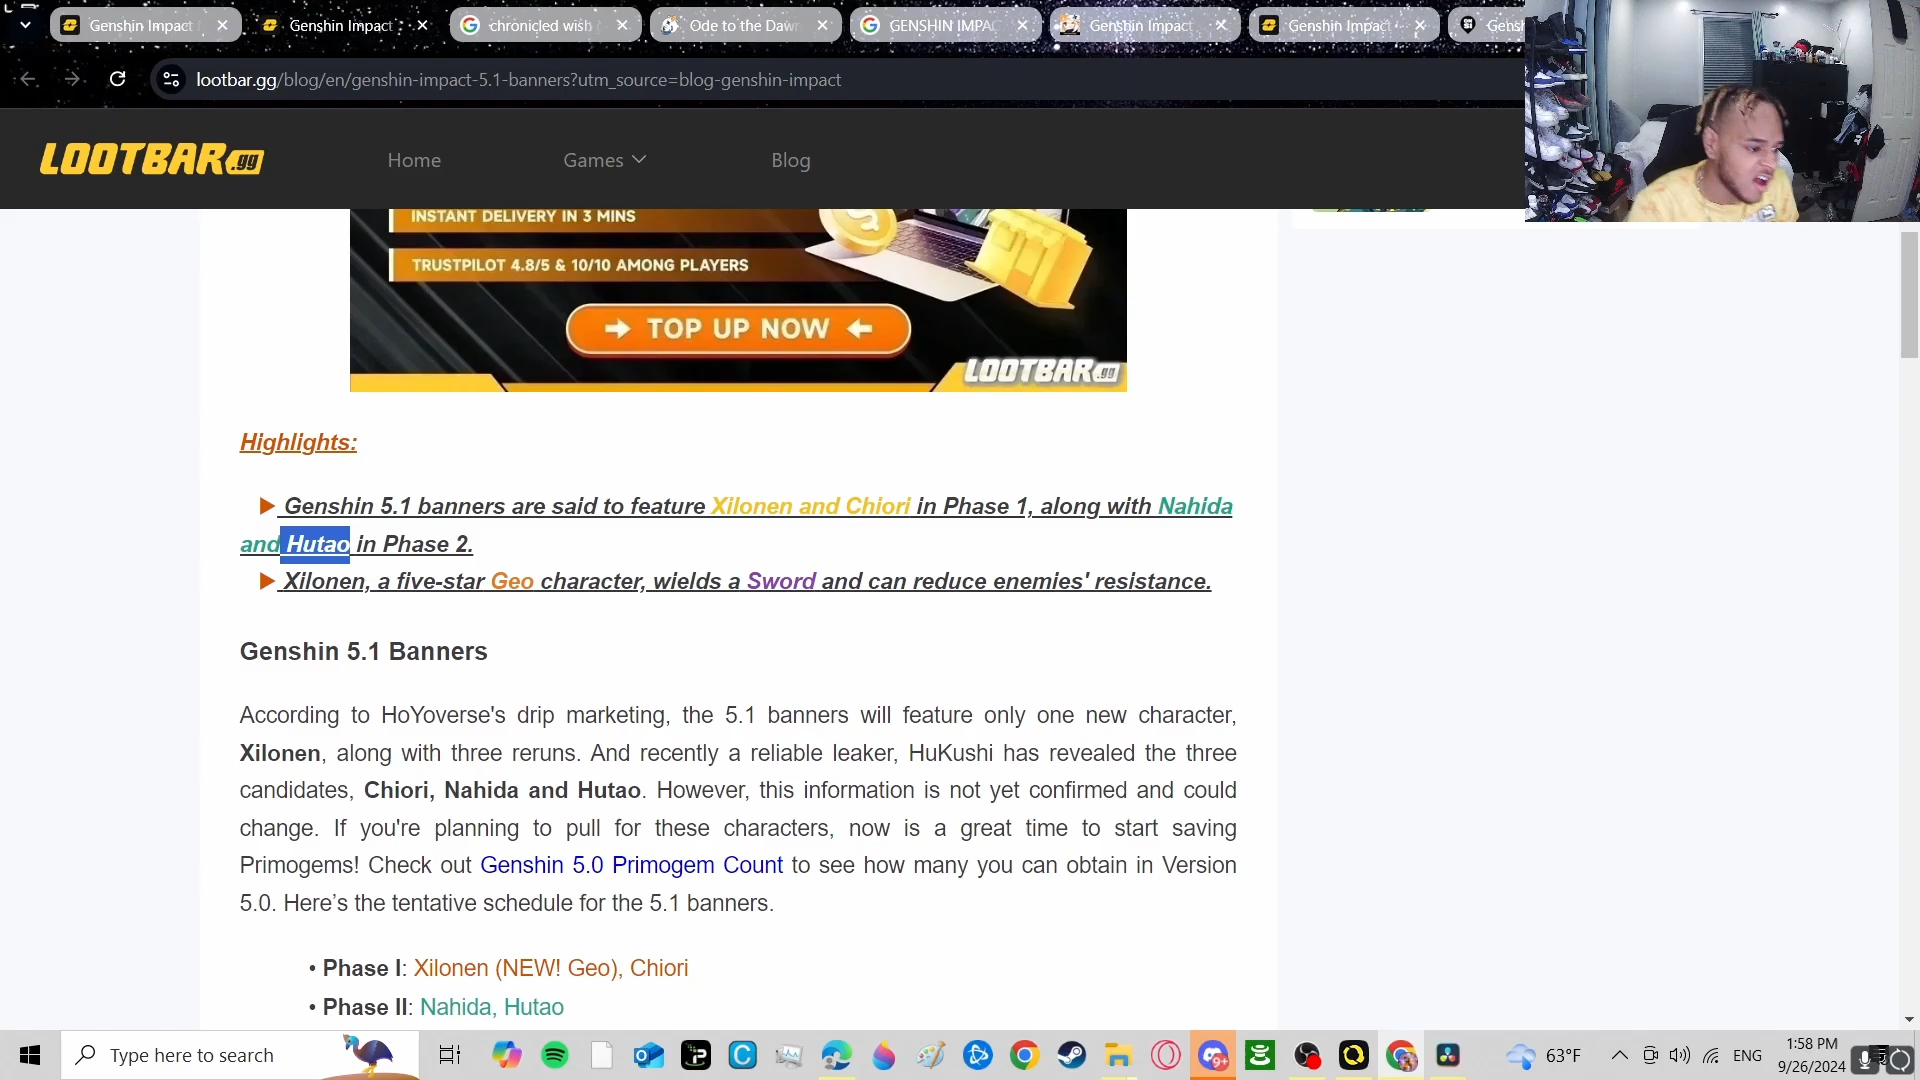 Genshin Impact
Genshin Impact
chronicled wish
Ode to the Dawn
GENSHIN IMPA
Genshin Impact
Genshin Impact
Gensh
lootbar.gg/blog/en/genshin-impact-5.1-banners?utm_source=blog-genshin-impact
LOOTBAR.gg
Home
Games
Blog
INSTANT DELIVERY IN 3 MINS
TRUSTPILOT 4.8/5 & 10/10 AMONG PLAYERS
TOP UP NOW
LOOTBAR.gg
Highlights:
Genshin 5.1 banners are said to feature Xilonen and Chiori in Phase 1, along with Nahida
and Hutao in Phase 2.
Xilonen, a five-star Geo character, wields a Sword and can reduce enemies' resistance.
Genshin 5.1 Banners
According to HoYoverse's drip marketing, the 5.1 banners will feature only one new character,
Xilonen, along with three reruns. And recently a reliable leaker, HuKushi has revealed the three
candidates, Chiori, Nahida and Hutao. However, this information is not yet confirmed and could
change. If you're planning to pull for these characters, now is a great time to start saving
Primogems! Check out Genshin 5.0 Primogem Count to see how many you can obtain in Version
5.0. Here’s the tentative schedule for the 5.1 banners.
• Phase I: Xilonen (NEW! Geo), Chiori
• Phase II: Nahida, Hutao
Type here to search
9+
63°F
ENG
1:58 PM
9/26/2024